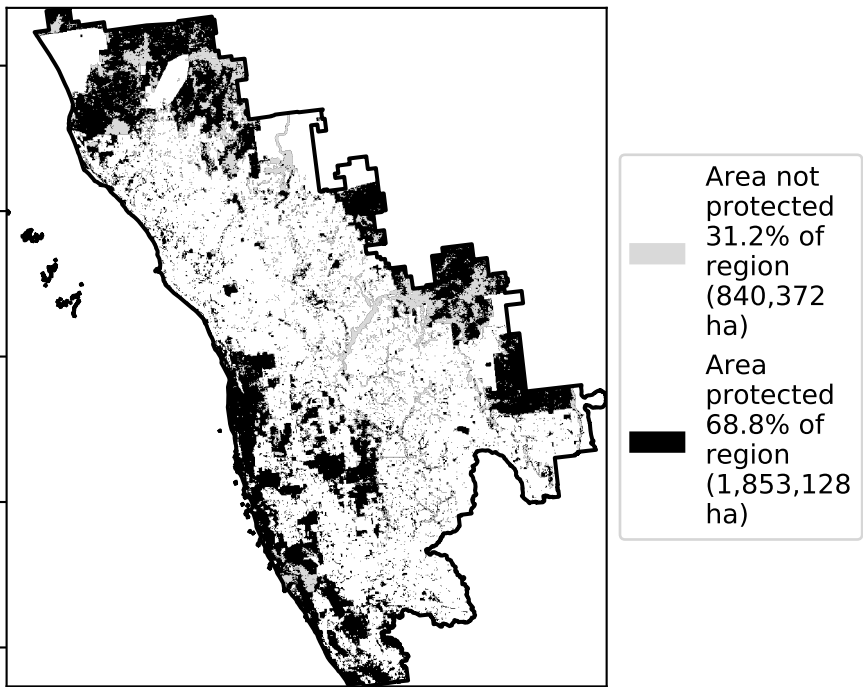 Area not
protected
31.2% of
region
(840,372
ha)
Area
protected
68.8% of
region
(1,853,128
ha)